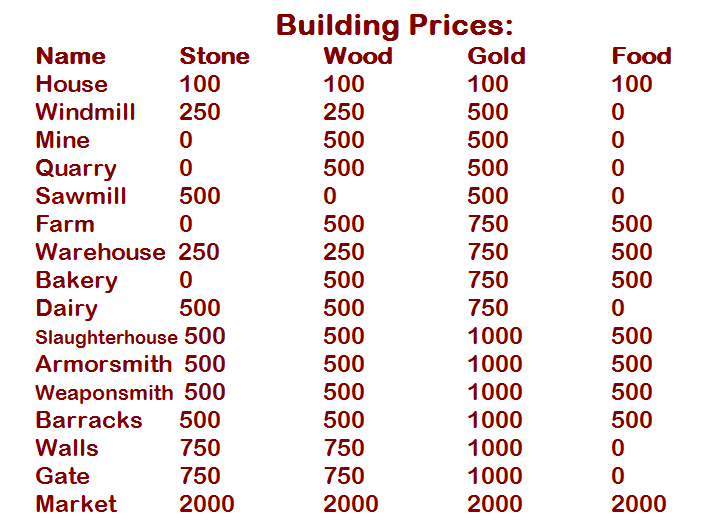 Building Prices:
Name Stone Wood Gold Food
House 100 100 100 100
Windmill 250 250 500 0
Mine 0 500 500 0
Quarry 0 500 500 0
Sawmill 500 0 500 0
Farm 0 500 750 500
Warehouse 250 250 750 500
Bakery 0 500 750 500
Dairy 500 500 750 0
Slaughterhouse 500 500 1000 500
Armorsmith 500 500 1000 500
Weaponsmith 500 500 1000 500
Barracks 500 500 1000 500
Walls 750 750 1000 0
Gate 750 750 1000 0
Market 2000 2000 2000 2000